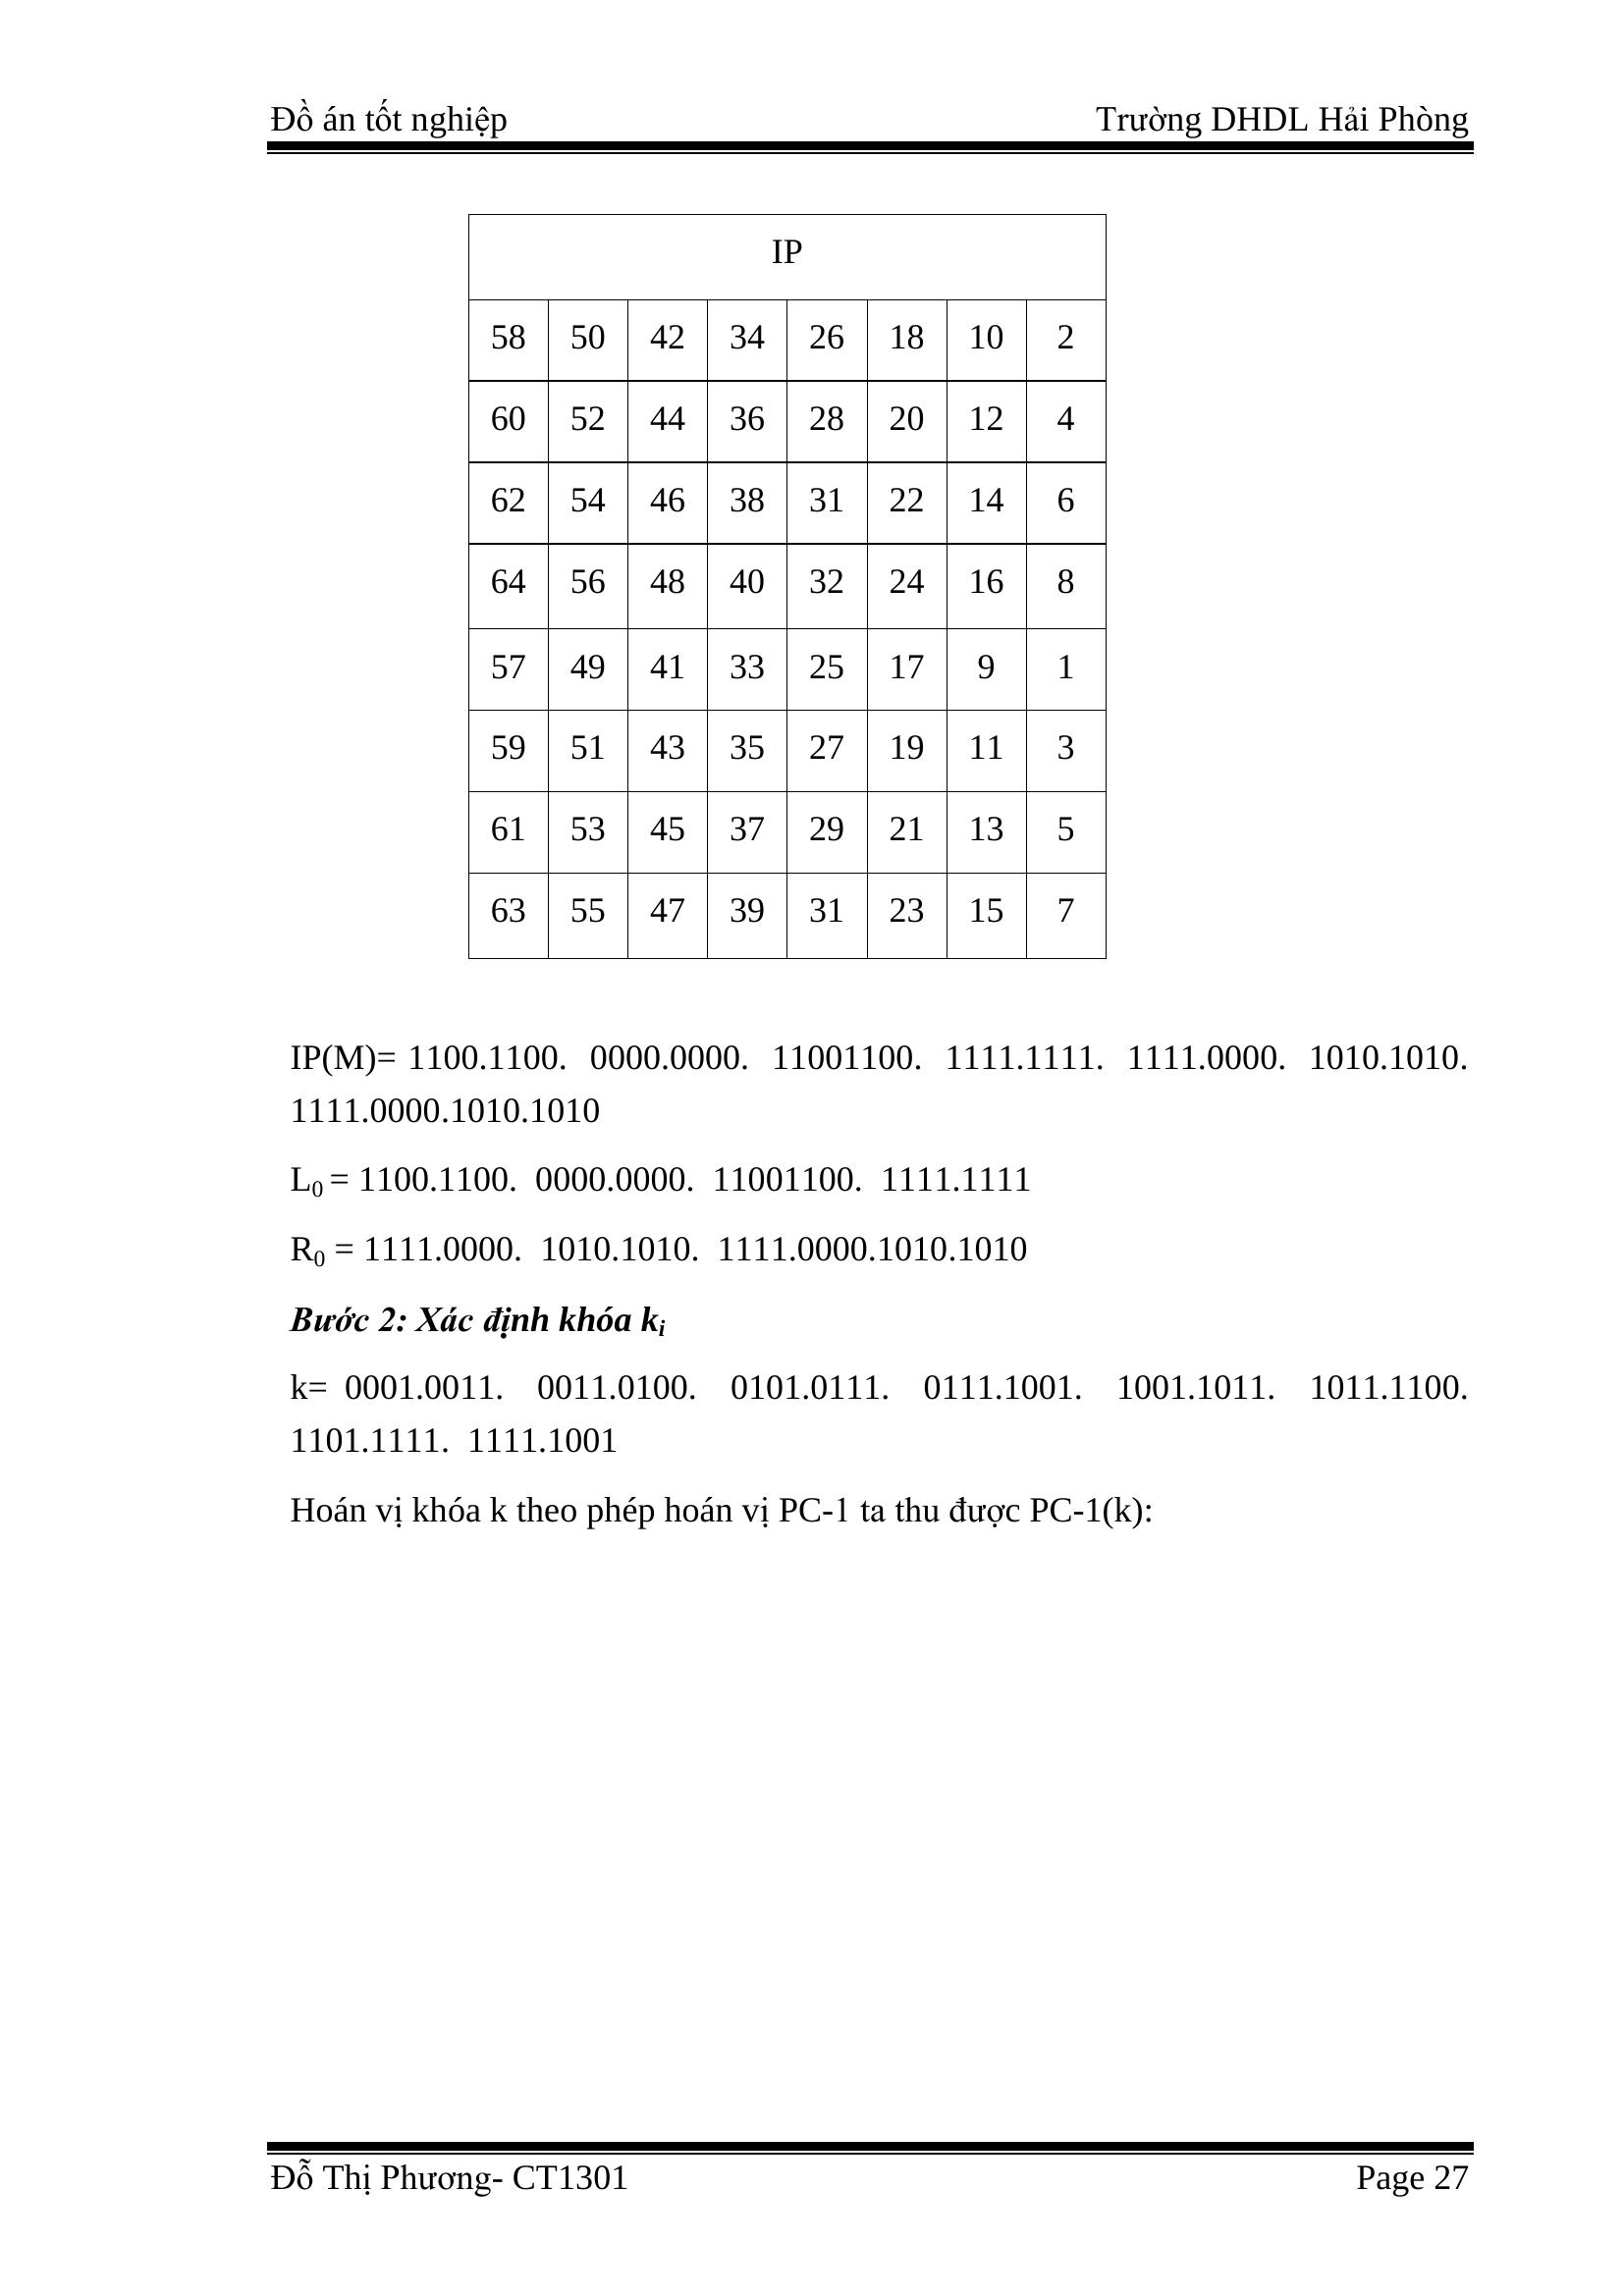 Đồ án tốt nghiệp Trường DHDL Hải Phòng
IP
58 50 42 34 26 18 10 2
60 52 44 36 28 20 12 4
62 54 46 38 31 22 14 6
64 56 48 40 32 24 16 8
57 49 41 33 25 17 9 1
59 51 43 35 27 19 11 3
61 53 45 37 29 21 13 5
63 55 47 39 31 23 15 7
IP(M)= 1100.1100. 0000.0000. 11001100. 1111.1111. 1111.0000. 1010.1010.
1111.0000.1010.1010
L0 = 1100.1100. 0000.0000. 11001100. 1111.1111
R0 = 1111.0000. 1010.1010. 1111.0000.1010.1010
Bước 2: Xác định khóa ki
k= 0001.0011. 0011.0100. 0101.0111. 0111.1001. 1001.1011. 1011.1100.
1101.1111. 1111.1001
Hoán vị khóa k theo phép hoán vị PC-1 ta thu được PC-1(k):
Đỗ Thị Phương- CT1301 Page 27